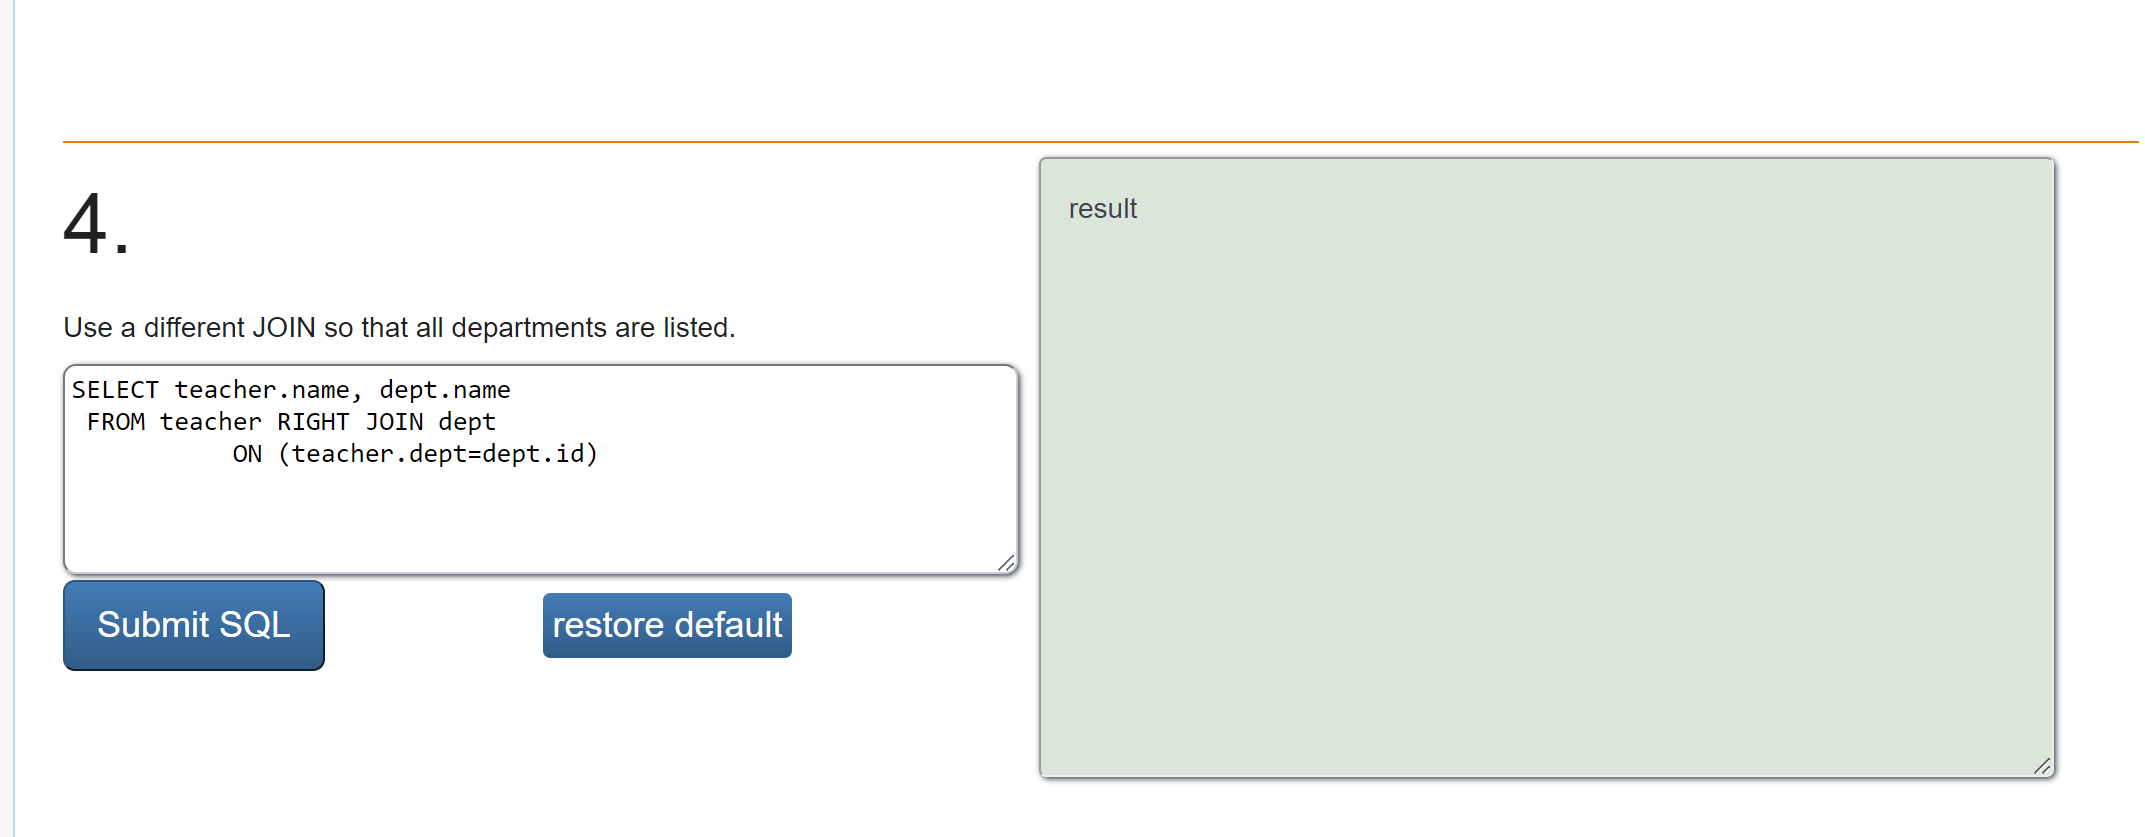 4.
Use a different JOIN so that all departments are listed.
SELECT teacher.name, dept.name
FROM teacher RIGHT JOIN dept
ON (teacher.dept=dept.id)
Submit SQL
restore default
result